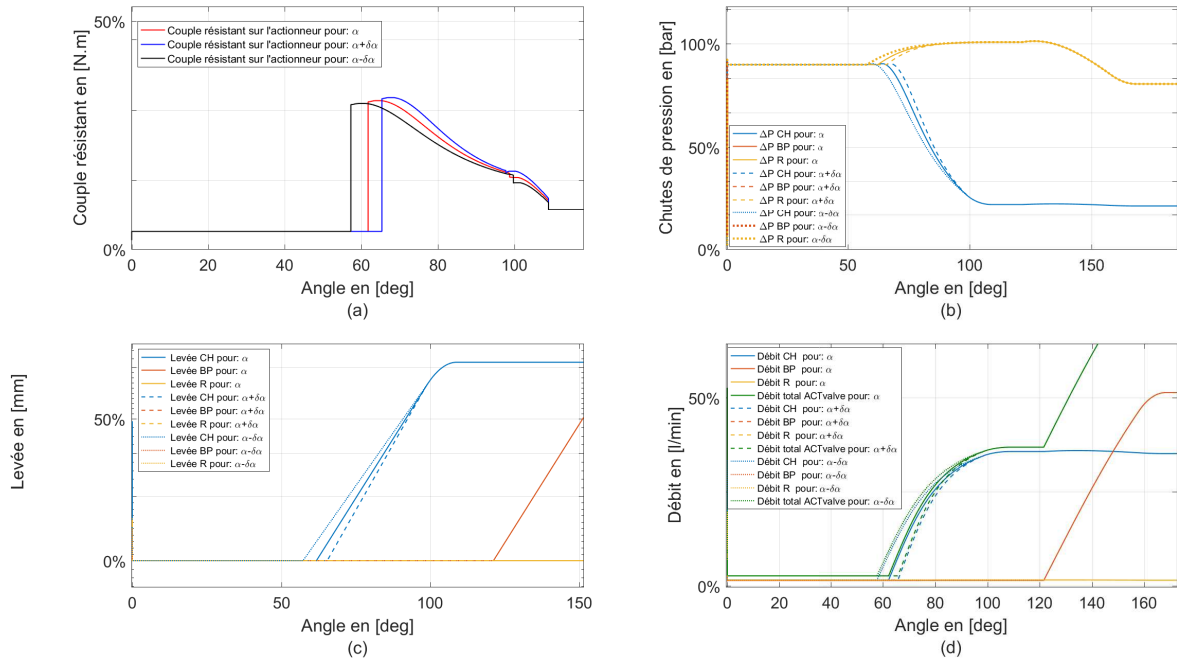 50%
0%
Couple résistant en [N.m]
Couple résistant sur l'actionneur pour: α
Couple résistant sur l'actionneur pour: α+δα
Couple résistant sur l'actionneur pour: α-δα
0 20 40 60 80 100
Angle en [deg]
(a)
100%
50%
0%
Chutes de pression en [bar]
ΔP CH pour: α
ΔP BP pour: α
ΔP R pour: α
ΔP CH pour: α+δα
ΔP BP pour: α+δα
ΔP R pour: α+δα
ΔP CH pour: α-δα
ΔP BP pour: α-δα
ΔP R pour: α-δα
0 50 100 150
Angle en [deg]
(b)
50%
0%
Levée en [mm]
Levée CH pour: α
Levée BP pour: α
Levée R pour: α
Levée CH pour: α+δα
Levée BP pour: α+δα
Levée R pour: α+δα
Levée CH pour: α-δα
Levée BP pour: α-δα
Levée R pour: α-δα
0 50 100 150
Angle en [deg]
(c)
50%
0%
Débit en [l/min]
Débit CH pour: α
Débit BP pour: α
Débit R pour: α
Débit total ACTvalve pour: α
Débit CH pour: α+δα
Débit BP pour: α+δα
Débit R pour: α+δα
Débit total ACTvalve pour: α+δα
Débit CH pour: α-δα
Débit BP pour: α-δα
Débit R pour: α-δα
Débit total ACTvalve pour: α-δα
0 20 40 60 80 100 120 140 160
Angle en [deg]
(d)